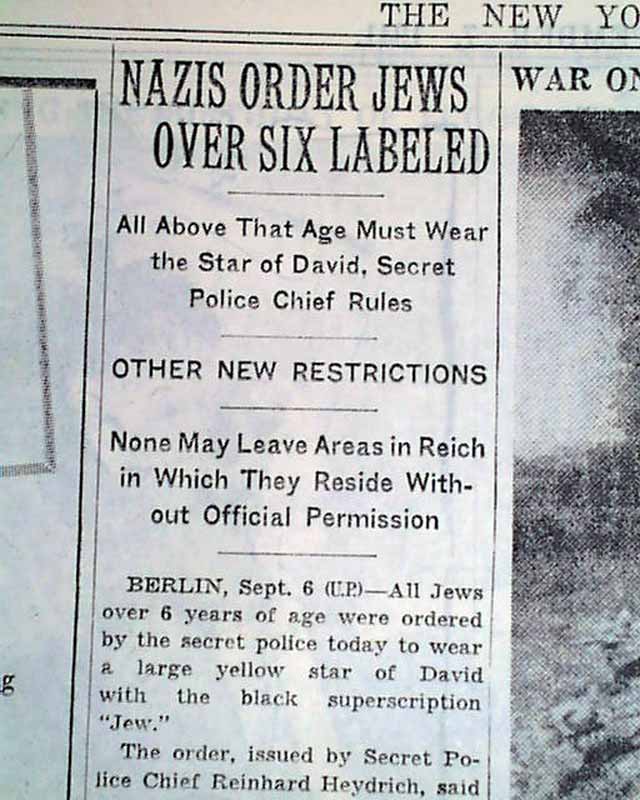 THE NEW YO
NAZIS ORDER JEWS
OVER SIX LABELED
All Above That Age Must Wear
the Star of David, Secret
Police Chief Rules
OTHER NEW RESTRICTIONS
None May Leave Areas in Reich
in Which They Reside With-
out Official Permission
BERLIN, Sept. 6 (U.P.)—All Jews
over 6 years of age were ordered
by the secret police today to wear
a large yellow star of David
with the black superscription
"Jew."
The order, issued by Secret Po-
lice Chief Reinhard Heydrich, said
WAR ON
g